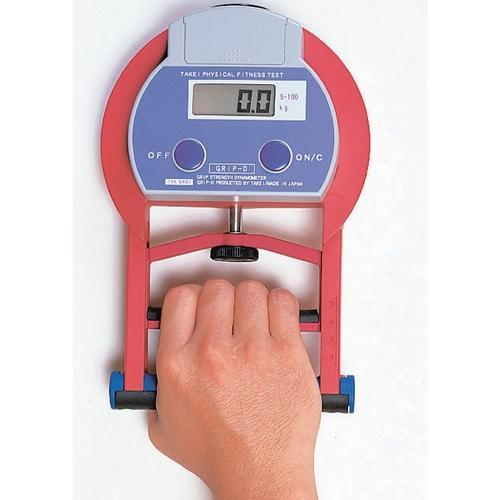 TAKEI PHYSICAL FITNESS TEST
0.0
5-100
kg
OFF
ON/C
GRIP-D
GRIP STRENGTH DYNAMOMETER
GRIP-D PRODUCTED BY TAKEI/MADE IN JAPAN